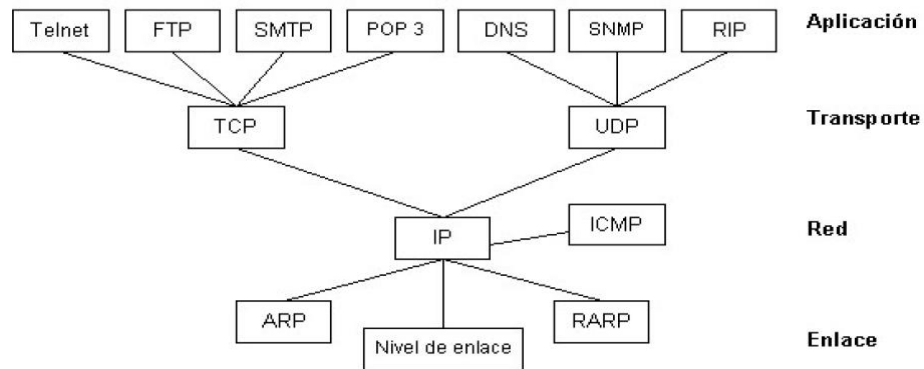 Telnet FTP SMTP POP 3 DNS SNMP RIP Aplicación
TCP UDP Transporte
IP ICMP Red
ARP Nivel de enlace RARP Enlace